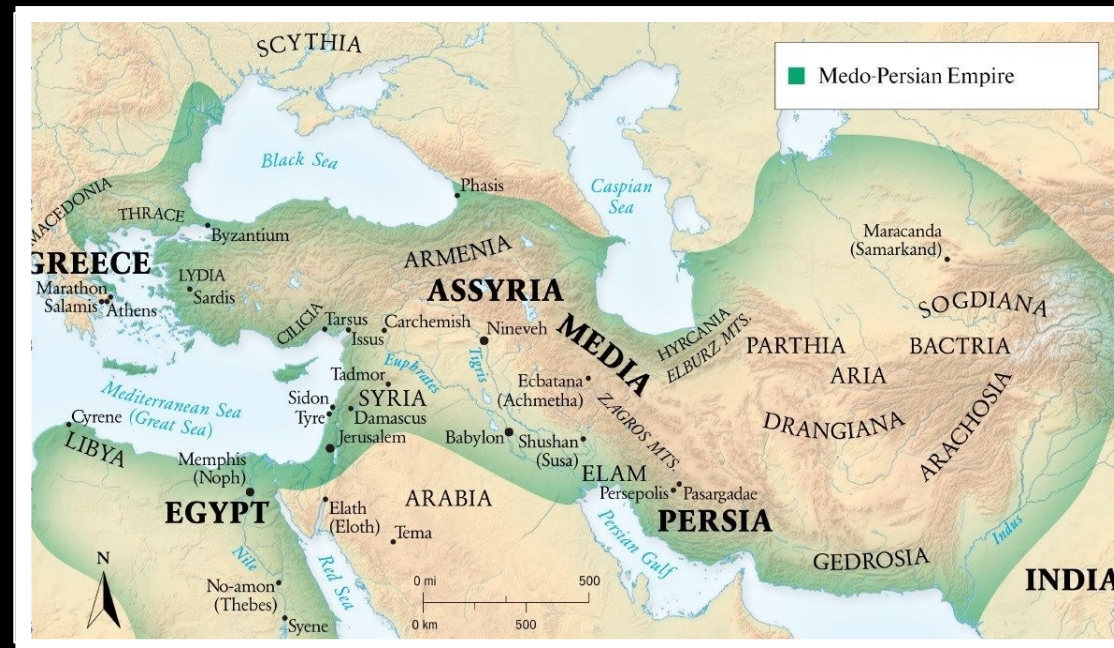 SCYTHIA
Medo-Persian Empire
Black Sea
Caspian
Sea
Phasis
MACEDONIA
THRACE
Byzantium
ARMENIA
Maracanda
(Samarkand)
GREECE
LYDIA
Sardis
Marathon
Salamis
Athens
ASSYRIA
SOGDIANA
CILICIA
Tarsus
Issus
Carchemish
Nineveh
MEDIA
HYRCANIA
ELBURZ MTS.
PARTHIA
BACTRIA
Tadmor
Euphrates
Tigris
Ecbatana
(Achmetha)
ARIA
Mediterranean Sea
(Great Sea)
Sidon
Tyre
SYRIA
Damascus
ZAGROS MTS.
DRANGIANA
ARACHOSIA
Cyrene
LIBYA
Jerusalem
Babylon
Shushan
(Susa)
Memphis
(Noph)
ELAM
Persepolis
Pasargadae
EGYPT
Elath
(Eloth)
ARABIA
Tema
PERSIA
Persian Gulf
Indus
GEDROSIA
INDIA
N
Nile
Red Sea
No-amon
(Thebes)
Syene
0 mi
500
0 km
500